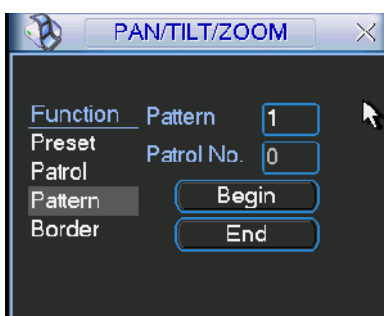 PAN/TILT/ZOOM
Function
Preset
Patrol
Pattern
Border
Pattern 1
Patrol No. 0
Begin
End